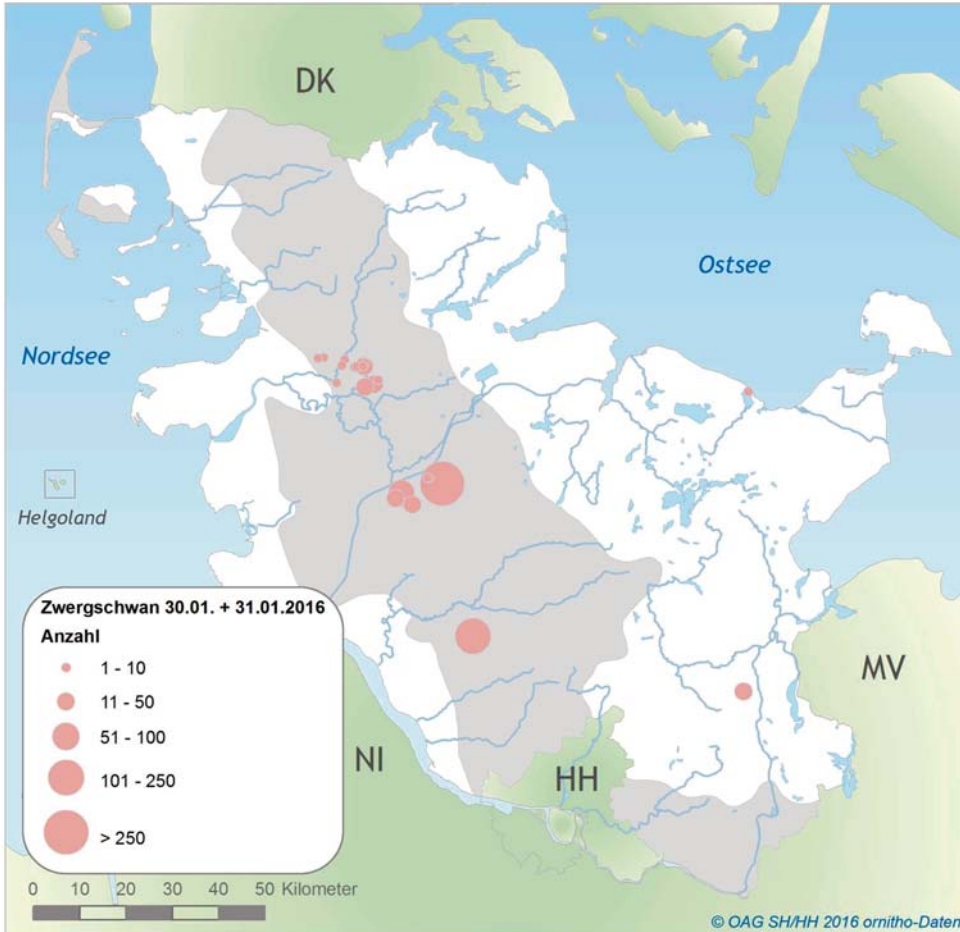 DK
Ostsee
Nordsee
Helgoland
MV
NI
HH
Zwergschwan 30.01. + 31.01.2016
Anzahl
1 - 10
11 - 50
51 - 100
101 - 250
> 250
0 10 20 30 40 50 Kilometer
© OAG SH/HH 2016 ornitho-Daten